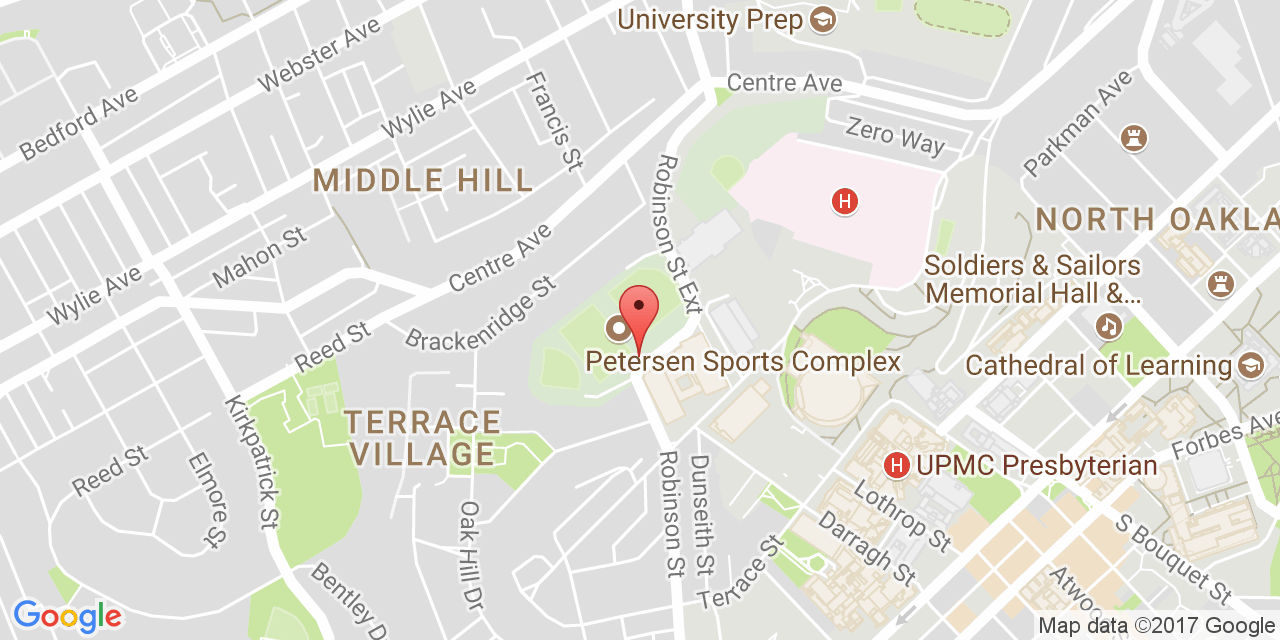 University Prep
Centre Ave
Webster Ave
Bedford Ave
Wylie Ave
Francis St
Parkman Ave
Zero Way
H
MIDDLE HILL
Robinson St Ext
NORTH OAKLA
Mahon St
Centre Ave
Wylie Ave
Soldiers & Sailors
Memorial Hall &...
Brackenridge St
Reed St
Petersen Sports Complex
Cathedral of Learning
TERRACE
VILLAGE
Kirkpatrick St
Forbes Ave
Reed St
Elmore St
H
UPMC Presbyterian
Oak Hill Dr
Robinson St
Dunseith St
Lothrop St
Darragh St
S Bouquet St
Terrace St
Bentley D
Atwoo
Google
Map data ©2017 Google